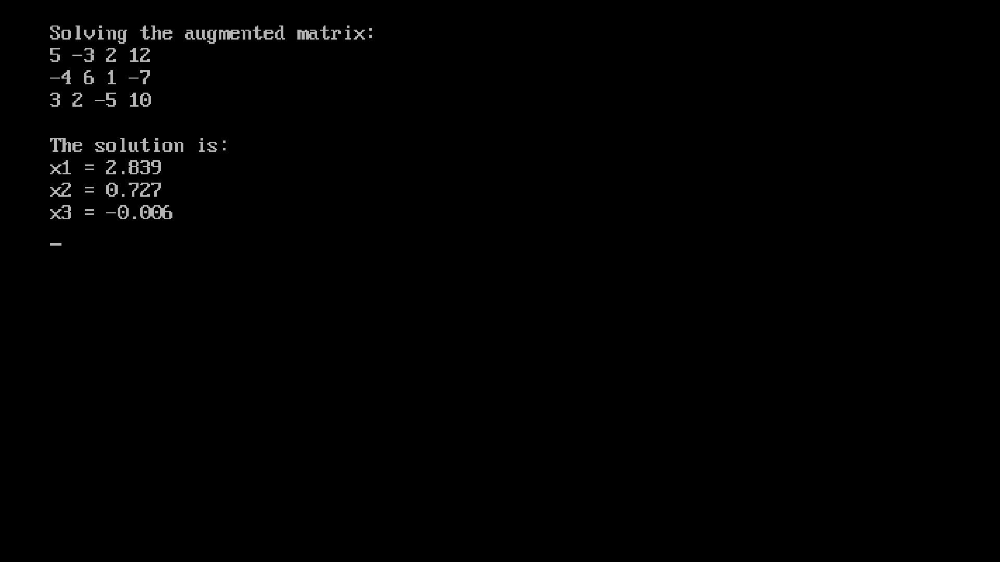 Solving the augmented matrix:
5 -3 2 12
-4 6 1 -7
3 2 -5 10
The solution is:
x1 = 2.839
x2 = 0.727
x3 = -0.006
_